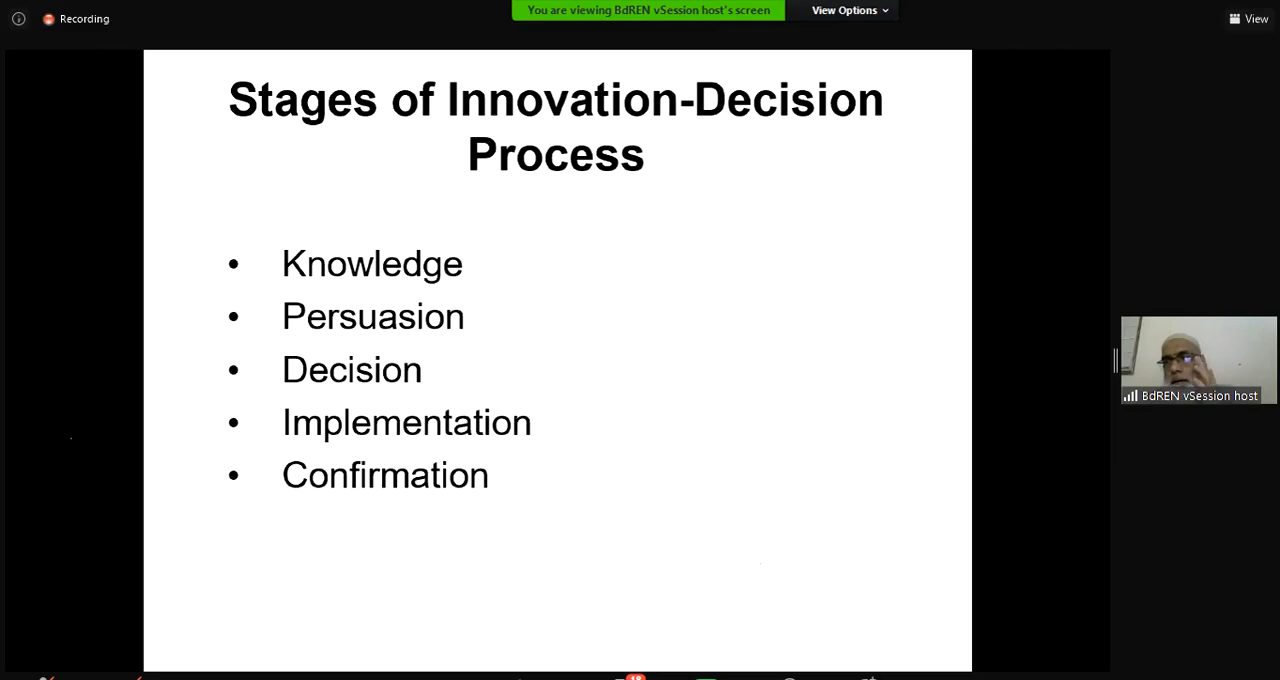 Recording
You are viewing BdREN vSession host's screen
View Options
View
Stages of Innovation-Decision
Process
• Knowledge
• Persuasion
• Decision
• Implementation
• Confirmation
BdREN vSession host
18